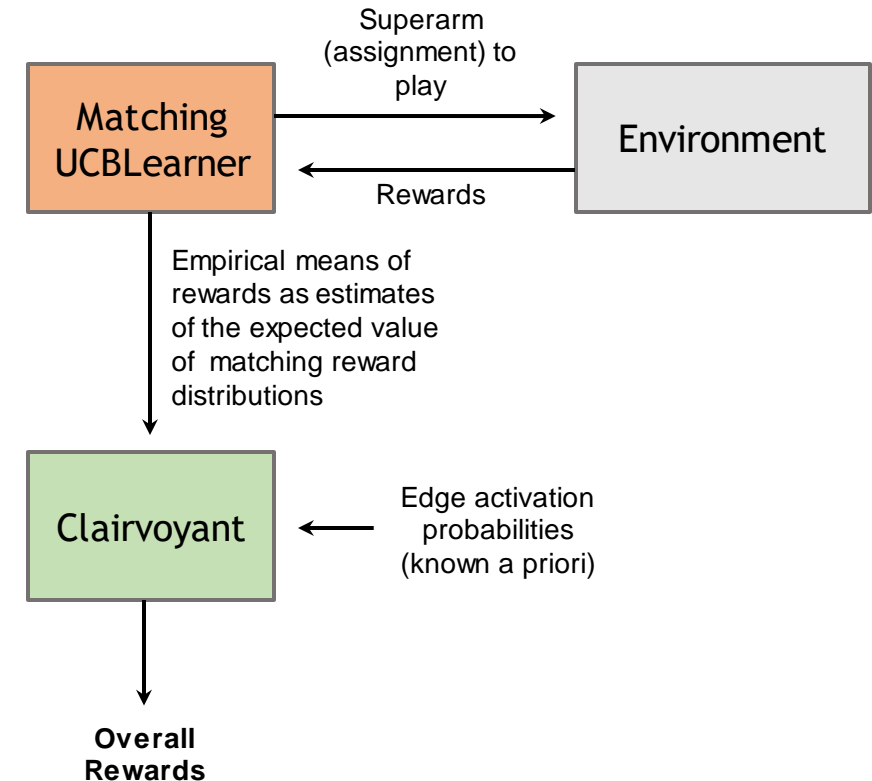 Superarm
(assignment) to
play
Matching
UCBLearner
Environment
Rewards
Empirical means of
rewards as estimates
of the expected value
of matching reward
distributions
Clairvoyant
Edge activation
probabilities
(known a priori)
Overall
Rewards